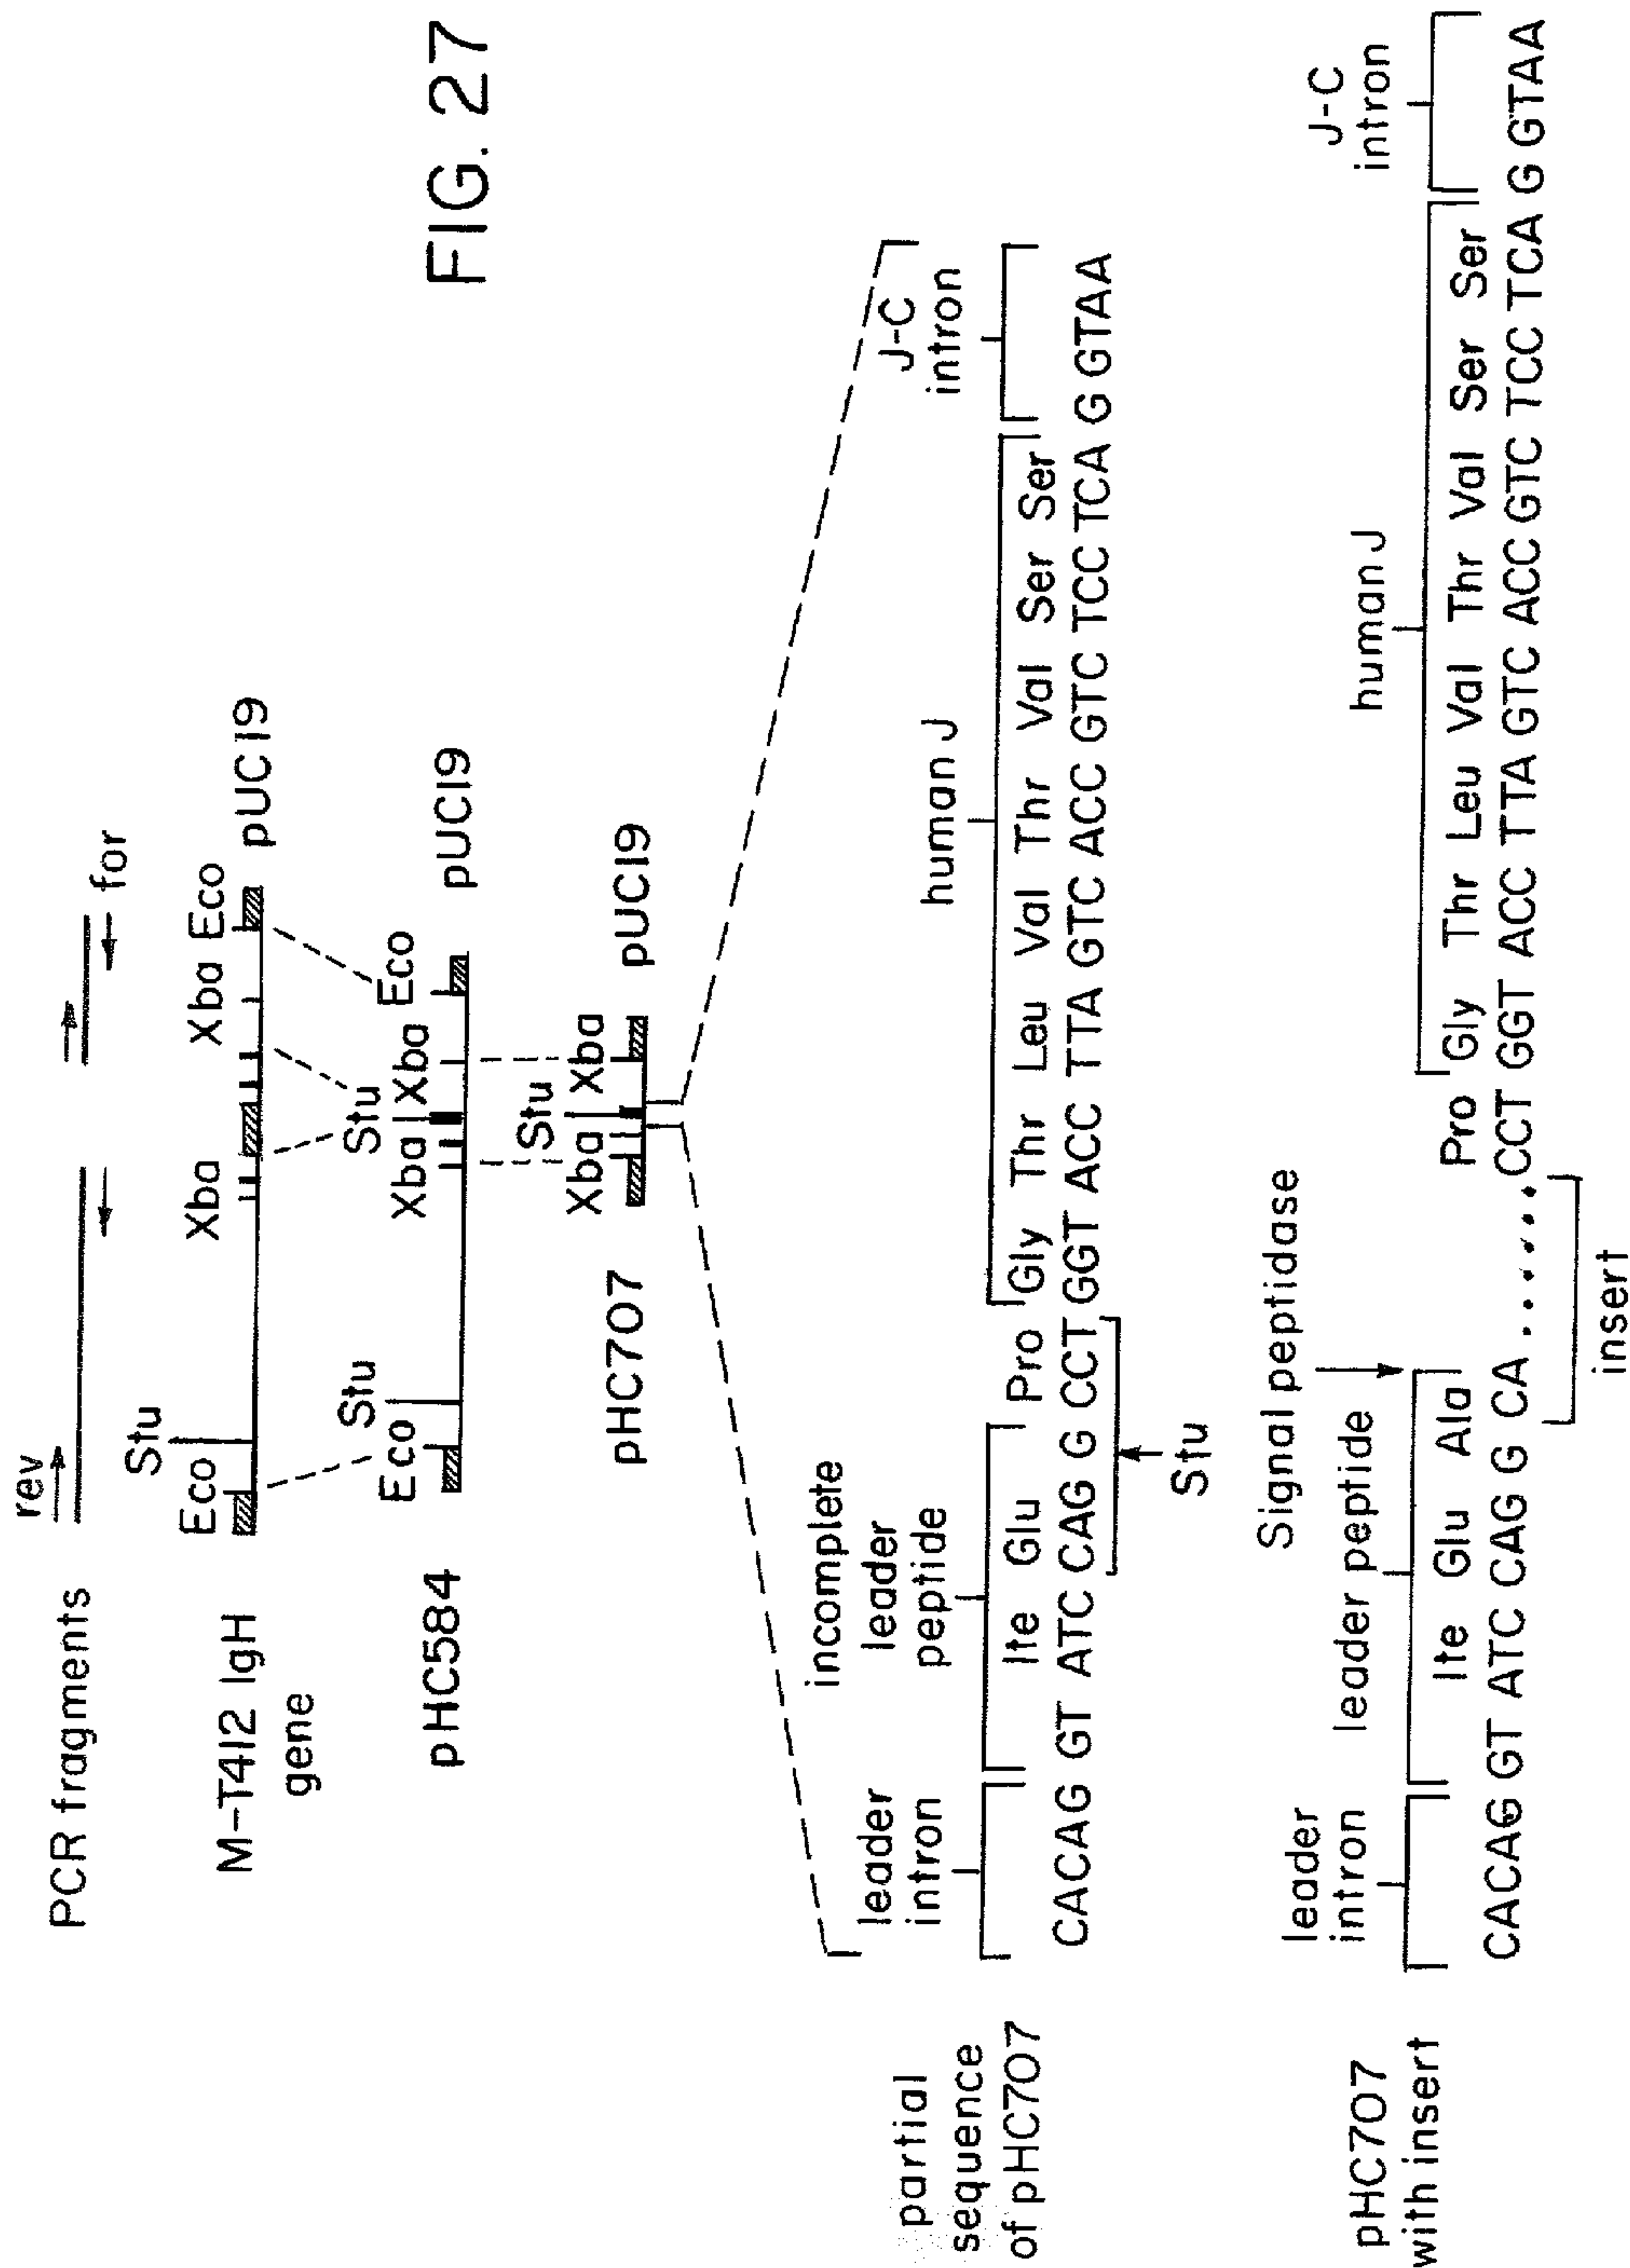 FIG. 27
PCR fragments
rev
for
M-T412 IgH
gene
Eco
Stu
Xba
Xba
Eco
pUC19
pHC584
Eco
Stu
Xba
Stu
Xba
Eco
pUC19
pHC707
Xba
Stu
Xba
pUC19
partial
sequence
of pHC707
leader
intron
incomplete
leader
peptide
human J
J-C
intron
Ite Glu Pro Gly Thr Leu Val Thr Val Ser Ser
CACAG GT ATC CAG G CCT GGT ACC TTA GTC ACC GTC TCC TCA G GTAA
Stu
pHC707
with insert
leader
intron
leader peptide
Signal peptidase
human J
J-C
intron
Ite Glu Ala Pro Gly Thr Leu Val Thr Val Ser Ser
CACAG GT ATC CAG G CA ...... CCT GGT ACC TTA GTC ACC GTC TCC TCA G GTAA
insert